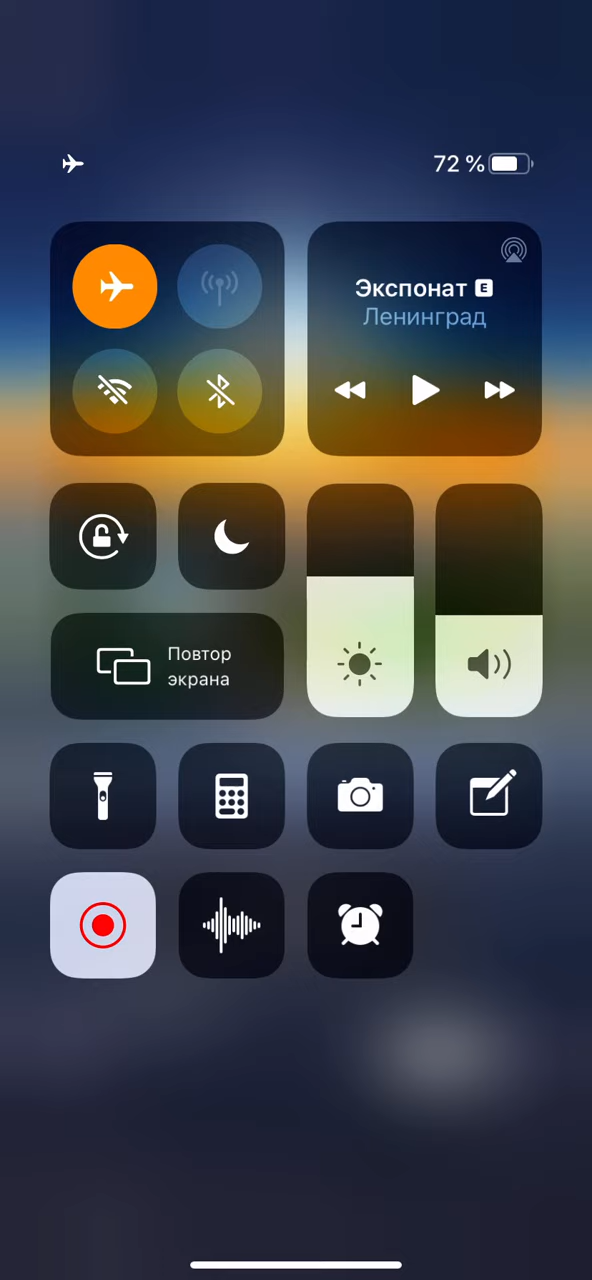 72 %
Экспонат E
Ленинград
Повтор
экрана